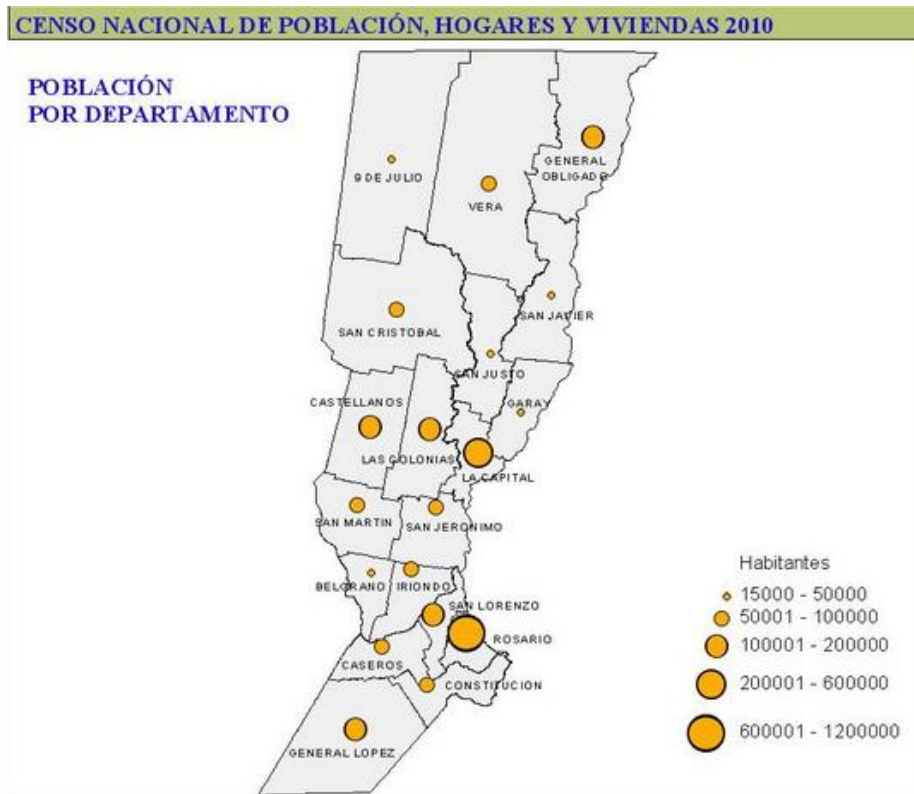 CENSO NACIONAL DE POBLACIÓN, HOGARES Y VIVIENDAS 2010
POBLACIÓN
POR DEPARTAMENTO
GENERAL
OBLIGADO
9 DE JULIO
VERA
SAN JAVIER
SAN CRISTOBAL
SAN JUSTO
CASTELLANOS
GARAY
LAS COLONIAS
LA CAPITAL
SAN MARTIN
SAN JERONIMO
BELGRANO
IRIONDO
SAN LORENZO
ROSARIO
CASEROS
CONSTITUCION
GENERAL LOPEZ
Habitantes
15000 - 50000
50001 - 100000
100001 - 200000
200001 - 600000
600001 - 1200000